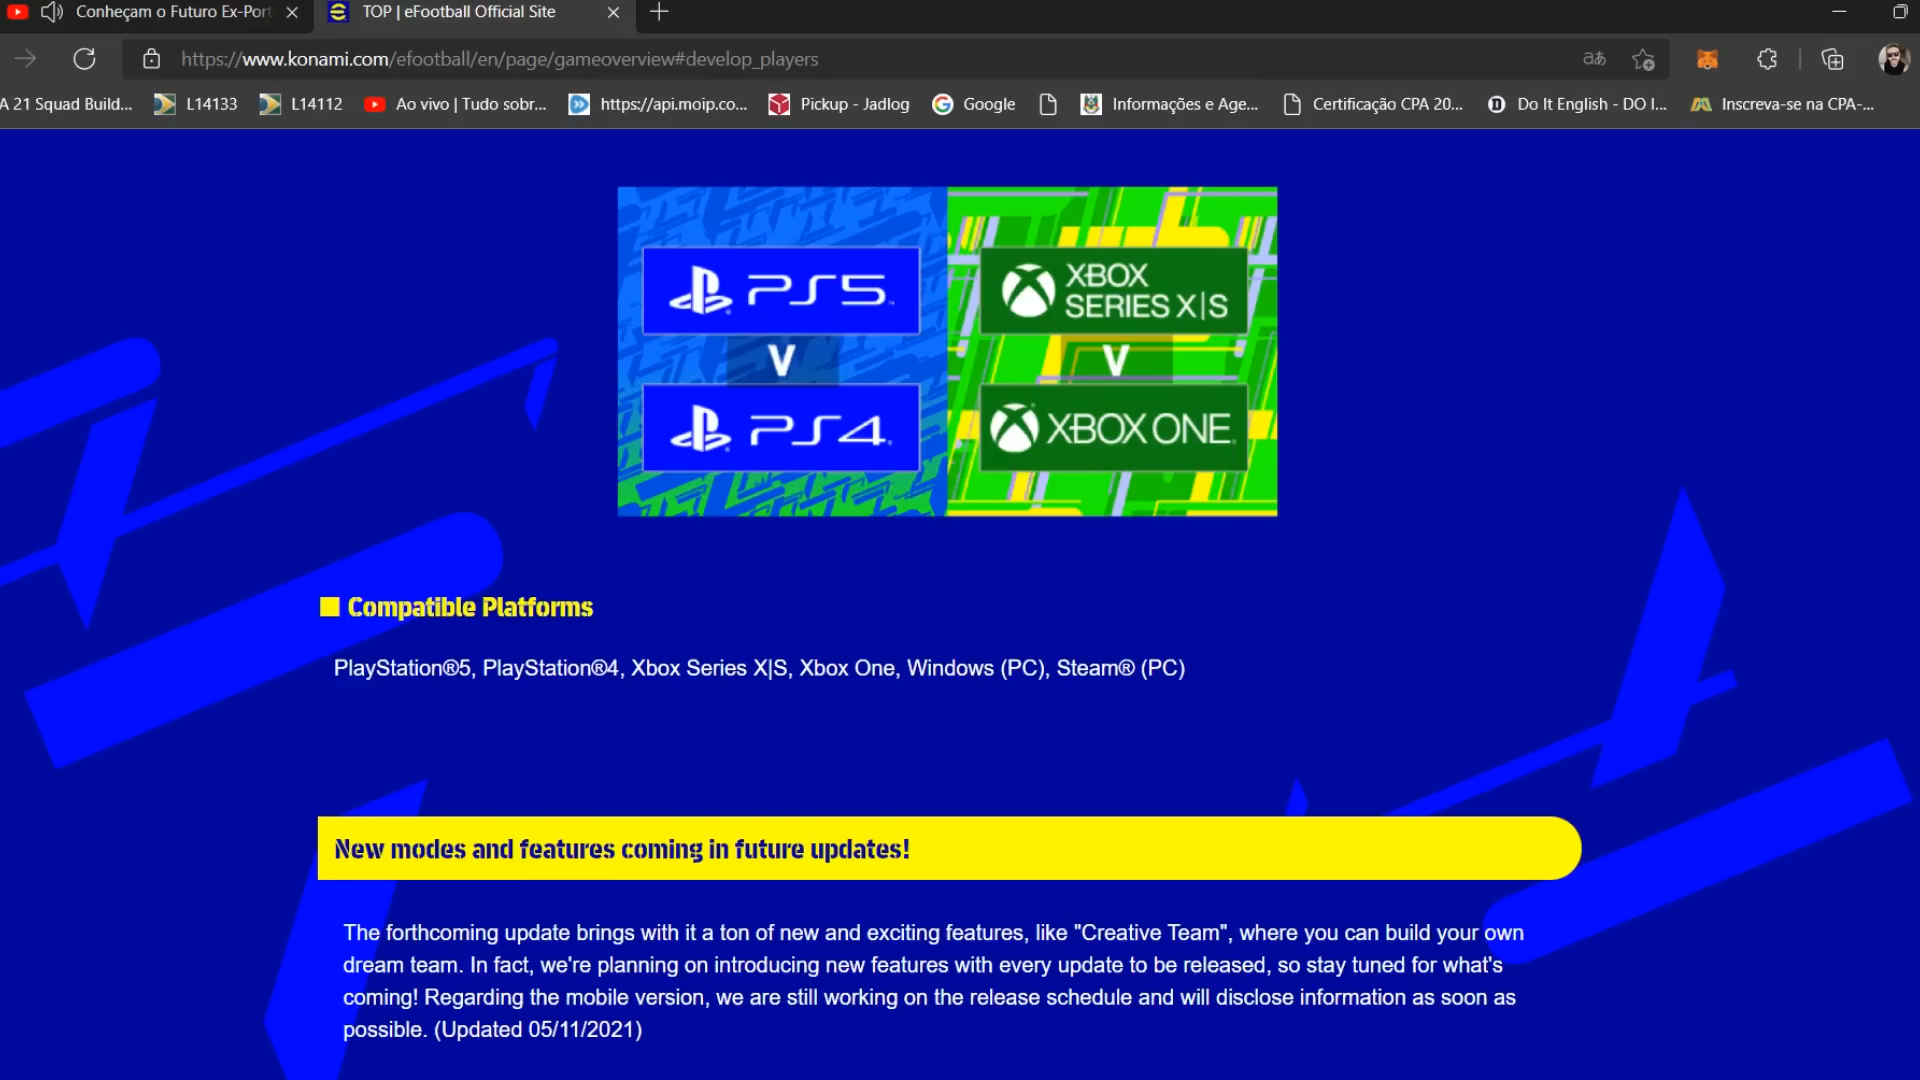 Conheçam o Futuro Ex-Port
TOP | eFootball Official Site
https://www.konami.com/efootball/en/page/gameoverview#develop_players
A 21 Squad Build...
L14133
L14112
Ao vivo | Tudo sobr...
https://api.moip.co...
Pickup - Jadlog
Google
Informações e Age...
Certificação CPA 20...
Do It English - DO I...
Inscreva-se na CPA-...
PS5
V
PS4
XBOX
SERIES X|S
V
XBOX ONE
Compatible Platforms
PlayStation®5, PlayStation®4, Xbox Series X|S, Xbox One, Windows (PC), Steam® (PC)
New modes and features coming in future updates!
The forthcoming update brings with it a ton of new and exciting features, like "Creative Team", where you can build your own
dream team. In fact, we're planning on introducing new features with every update to be released, so stay tuned for what's
coming! Regarding the mobile version, we are still working on the release schedule and will disclose information as soon as
possible. (Updated 05/11/2021)